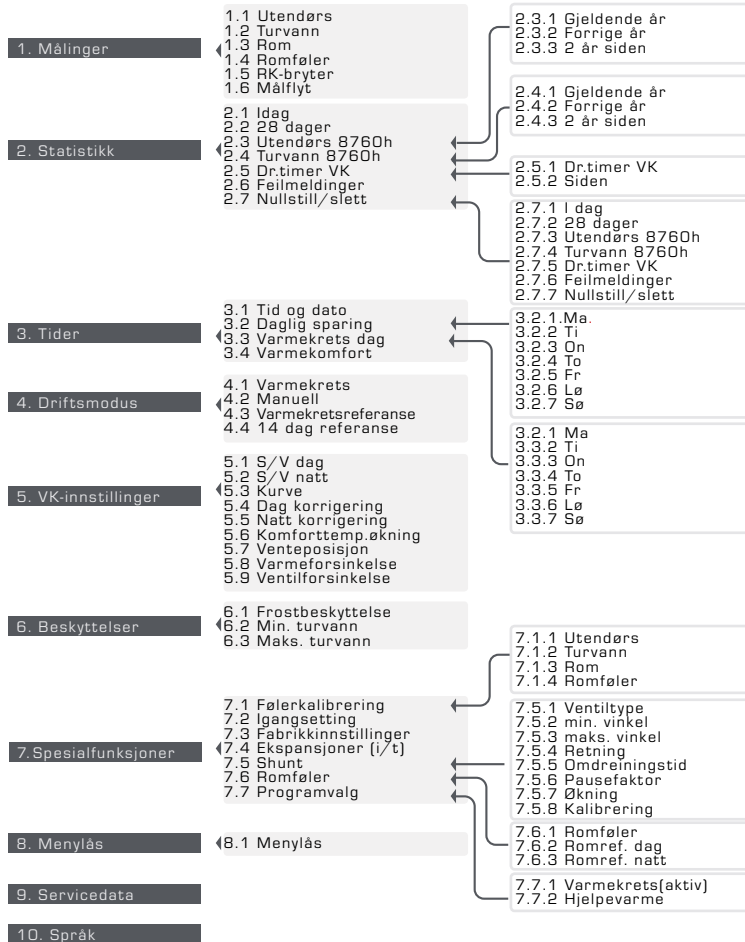 1. Målinger
1.1 Utendørs
1.2 Turvann
1.3 Rom
1.4 Romføler
1.5 RK-bryter
1.6 Målflyt
2. Statistikk
2.1 Idag
2.2 28 dager
2.3 Utendørs 8760h
2.4 Turvann 8760h
2.5 Dr.timer VK
2.6 Feilmeldinger
2.7 Nullstill/slett
2.3.1 Gjeldende år
2.3.2 Forrige år
2.3.3 2 år siden
2.4.1 Gjeldende år
2.4.2 Forrige år
2.4.3 2 år siden
2.5.1 Dr.timer VK
2.5.2 Siden
2.7.1 I dag
2.7.2 28 dager
2.7.3 Utendørs 8760h
2.7.4 Turvann 8760h
2.7.5 Dr.timer VK
2.7.6 Feilmeldinger
2.7.7 Nullstill/slett
3. Tider
3.1 Tid og dato
3.2 Daglig sparing
3.3 Varmekrets dag
3.4 Varmekomfort
3.2.1.Ma.
3.2.2 Ti
3.2.3 On
3.2.4 To
3.2.5 Fr
3.2.6 Lø
3.2.7 Sø
3.2.1 Ma
3.3.2 Ti
3.3.3 On
3.3.4 To
3.3.5 Fr
3.3.6 Lø
3.3.7 Sø
4. Driftsmodus
4.1 Varmekrets
4.2 Manuell
4.3 Varmekretsreferanse
4.4 14 dag referanse
5. VK-innstillinger
5.1 S/V dag
5.2 S/V natt
5.3 Kurve
5.4 Dag korrigering
5.5 Natt korrigering
5.6 Komforttemp.økning
5.7 Venteposisjon
5.8 Varmeforsinkelse
5.9 Ventilforsinkelse
6. Beskyttelser
6.1 Frostbeskyttelse
6.2 Min. turvann
6.3 Maks. turvann
7.Spesialfunksjoner
7.1 Følerkalibrering
7.2 Igangsetting
7.3 Fabrikkinnstillinger
7.4 Ekspansjoner (i/t)
7.5 Shunt
7.6 Romføler
7.7 Programvalg
7.1.1 Utendørs
7.1.2 Turvann
7.1.3 Rom
7.1.4 Romføler
7.5.1 Ventiltype
7.5.2 min. vinkel
7.5.3 maks. vinkel
7.5.4 Retning
7.5.5 Omdreiningstid
7.5.6 Pausefaktor
7.5.7 Økning
7.5.8 Kalibrering
7.6.1 Romføler
7.6.2 Romref. dag
7.6.3 Romref. natt
7.7.1 Varmekrets(aktiv)
7.7.2 Hjelpevarme
8. Menylås
8.1 Menylås
9. Servicedata
10. Språk